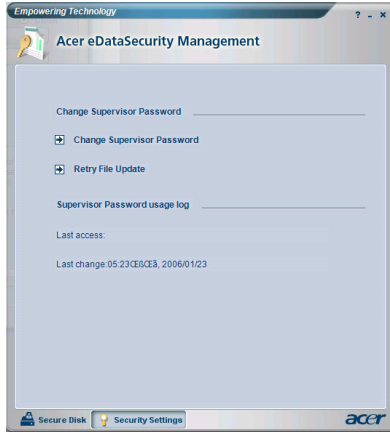 Empowering Technology
? - x
Acer eDataSecurity Management
Change Supervisor Password
Change Supervisor Password
Retry File Update
Supervisor Password usage log
Last access:
Last change:05:23ŒßŒã, 2006/01/23
Secure Disk
Security Settings
acer